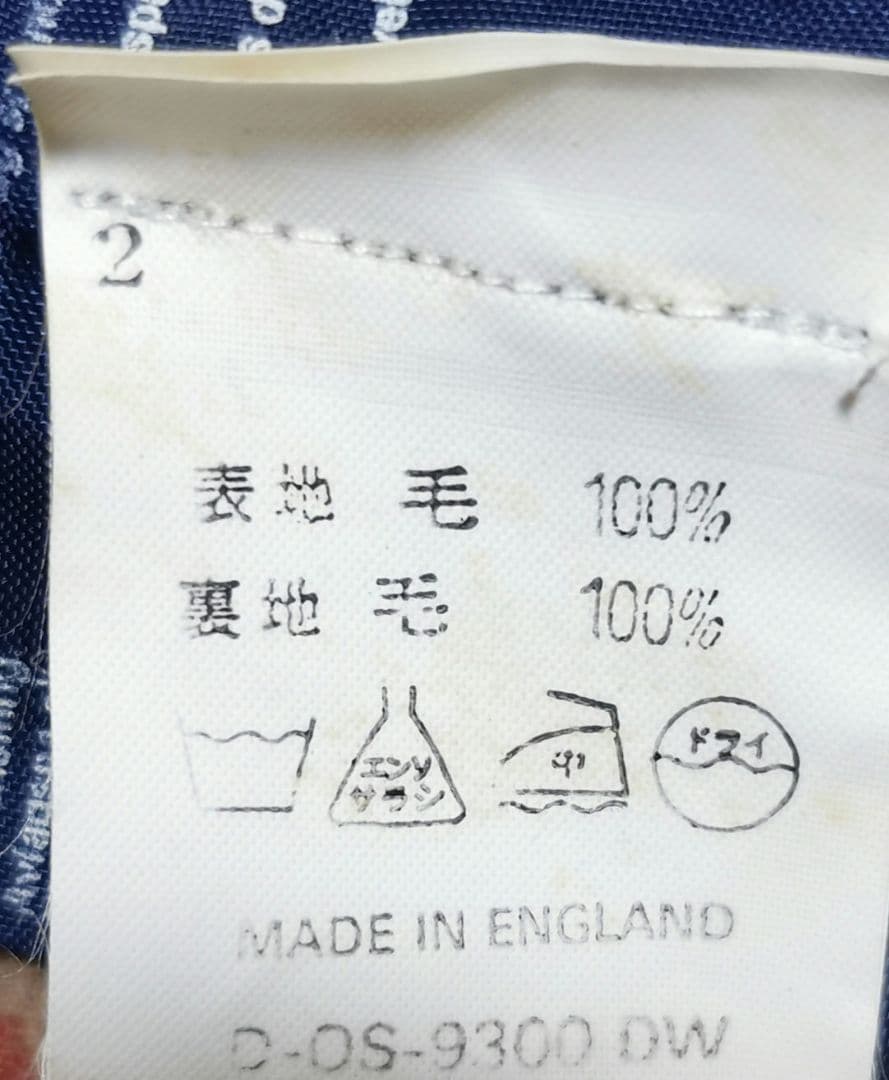 2
表地 毛 100%
裏地 毛 100%
エンソ
サラシ
中
ドライ
MADE IN ENGLAND
D-OS-9300 DW